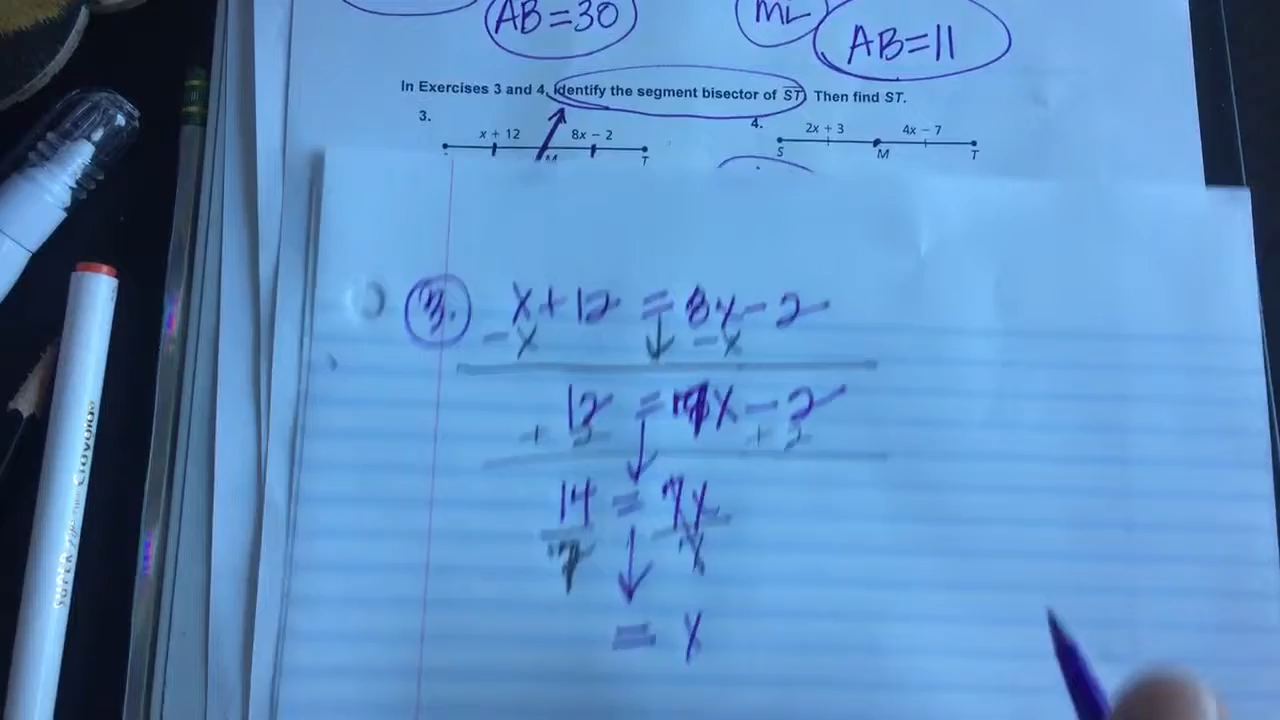 AB=30
AB=11
In Exercises 3 and 4, identify the segment bisector of ST. Then find ST.
3.
x + 12
8x − 2
M
T
4.
2x + 3
4x − 7
S
M
T
3. x+12 = 8x-2
-x -x
12 = 7x-2
+2 +2
14 = 7x
7 7
= x
SUPER